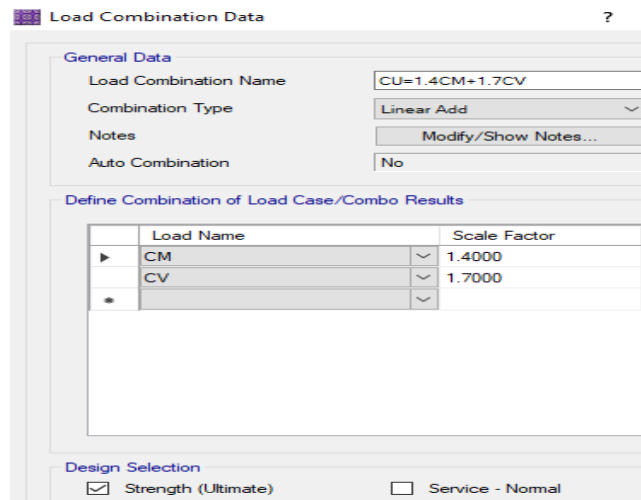 Load Combination Data ?
General Data
Load Combination Name CU=1.4CM+1.7CV
Combination Type Linear Add
Notes Modify/Show Notes...
Auto Combination No
Define Combination of Load Case/Combo Results
Load Name Scale Factor
CM 1.4000
CV 1.7000
Design Selection
Strength (Ultimate) Service - Normal